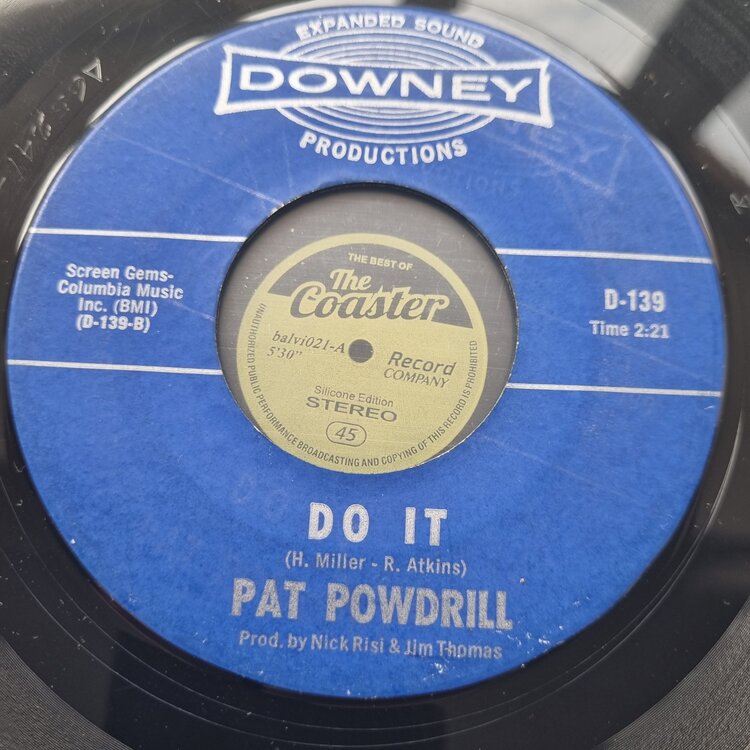 EXPANDED SOUND
DOWNEY
PRODUCTIONS
Screen Gems-
Columbia Music
Inc. (BMI)
(D-139-B)
D-139
Time 2:21
THE BEST OF
The
Coaster
balvi021-A
5'30"
Record
COMPANY
Silicone Edition
STEREO
45
UNAUTHORIZED PUBLIC PERFORMANCE BROADCASTING AND COPYING OF THIS RECORD IS PROHIBITED
DO IT
(H. Miller - R. Atkins)
PAT POWDRILL
Prod. by Nick Risi & Jim Thomas